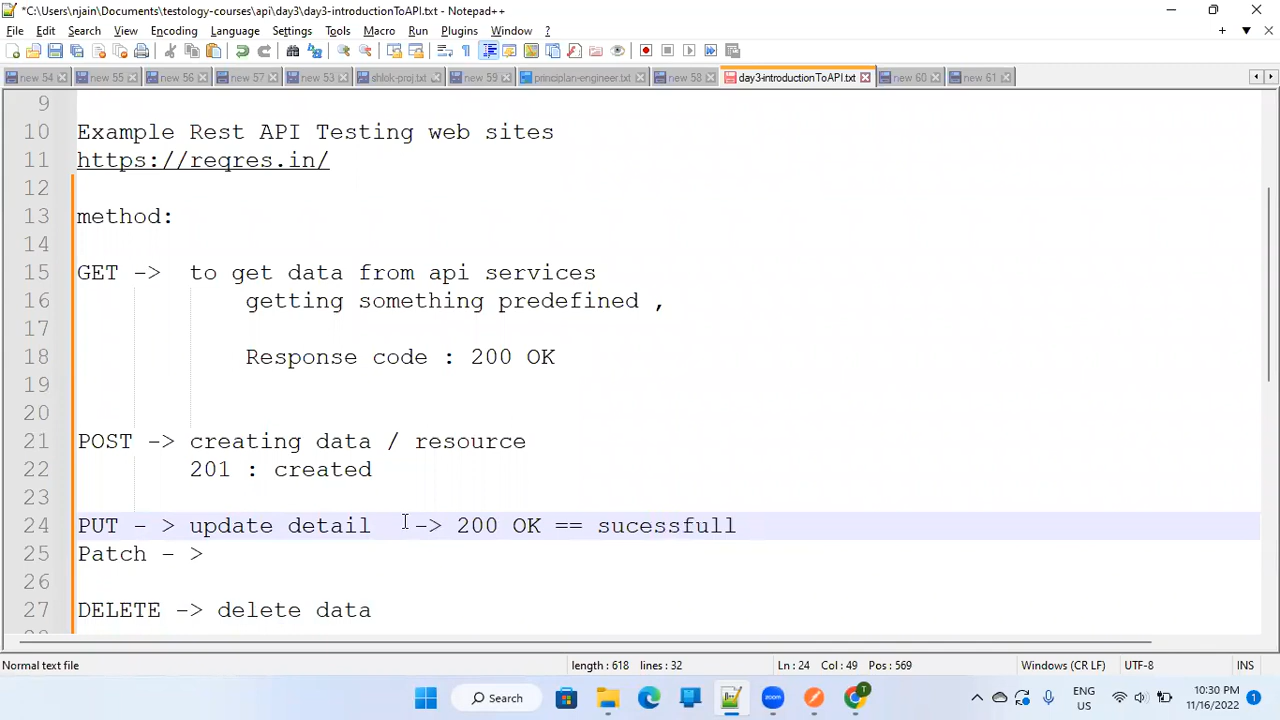 *C:\Users\njain\Documents\testology-courses\api\day3\day3-introductionToAPI.txt - Notepad++
File Edit Search View Encoding Language Settings Tools Macro Run Plugins Window ?
new 54 new 55 new 56 new 57 new 53 shlok-proj.txt new 59 principlan-engineer.txt new 58 day3-introductionToAPI.txt new 60 new 61
9
10 Example Rest API Testing web sites
11 https://reqres.in/
12
13 method:
14
15 GET -> to get data from api services
16 getting something predefined ,
17
18 Response code : 200 OK
19
20
21 POST -> creating data / resource
22 201 : created
23
24 PUT - > update detail -> 200 OK == sucessfull
25 Patch - >
26
27 DELETE -> delete data
Normal text file length : 618 lines : 32 Ln : 24 Col : 49 Pos : 569 Windows (CR LF) UTF-8 INS
Search
ENG
US
10:30 PM
11/16/2022
1